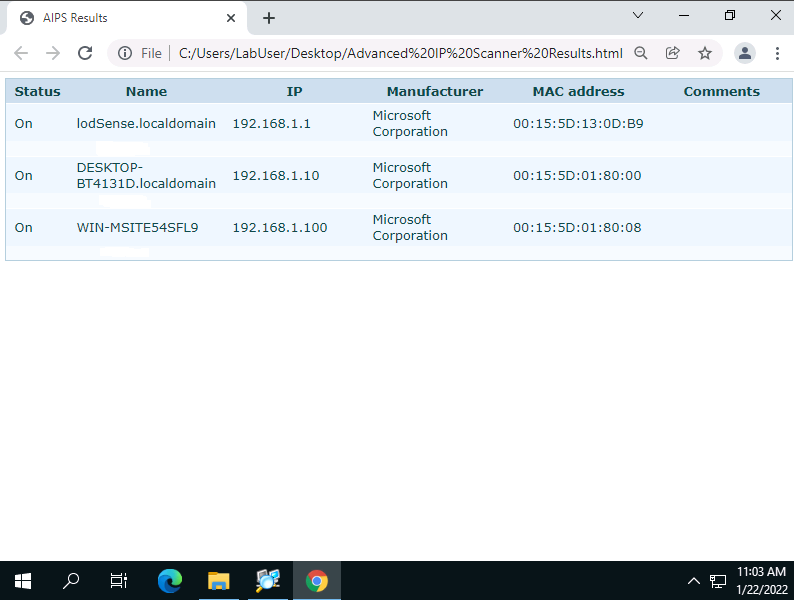 AIPS Results
File C:/Users/LabUser/Desktop/Advanced%20IP%20Scanner%20Results.html
Status Name IP Manufacturer MAC address Comments
On lodSense.localdomain 192.168.1.1 Microsoft Corporation 00:15:5D:13:0D:B9
On DESKTOP-BT4131D.localdomain 192.168.1.10 Microsoft Corporation 00:15:5D:01:80:00
On WIN-MSITE54SFL9 192.168.1.100 Microsoft Corporation 00:15:5D:01:80:08
11:03 AM
1/22/2022